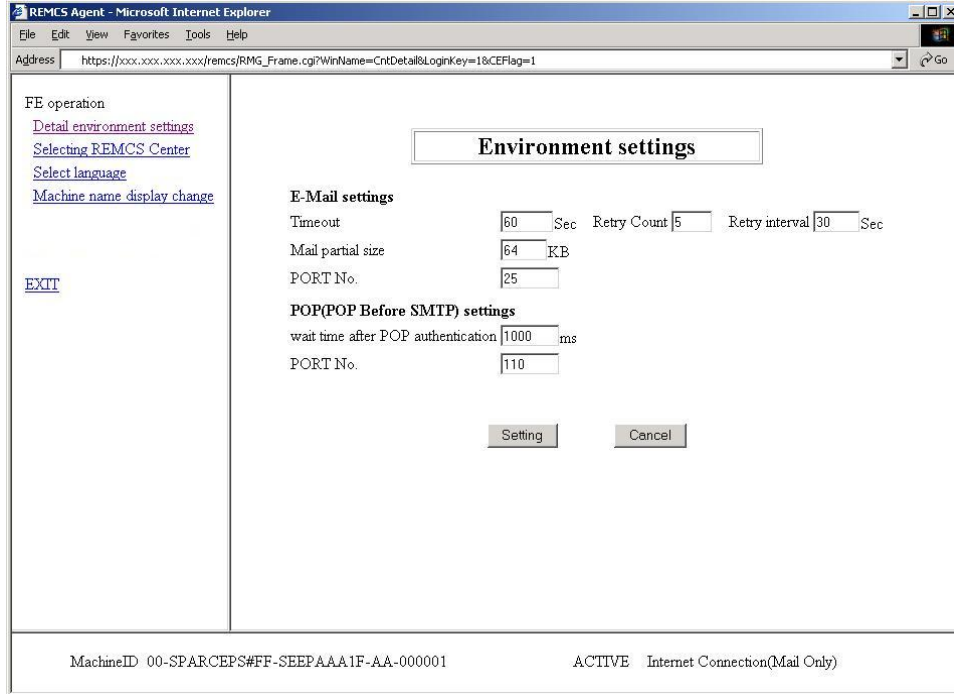 REMCS Agent - Microsoft Internet Explorer
File Edit View Favorites Tools Help
Address https://xxx.xxx.xxx.xxx/remcs/RMG_Frame.cgi?WinName=CntDetail&LoginKey=1&CEFlag=1 Go
FE operation
Detail environment settings
Selecting REMCS Center
Select language
Machine name display change
EXIT
Environment settings
E-Mail settings
Timeout 60 Sec Retry Count 5 Retry interval 30 Sec
Mail partial size 64 KB
PORT No. 25
POP(POP Before SMTP) settings
wait time after POP authentication 1000 ms
PORT No. 110
Setting Cancel
MachineID 00-SPARCEPS#FF-SEEPAAA1F-AA-000001 ACTIVE Internet Connection(Mail Only)